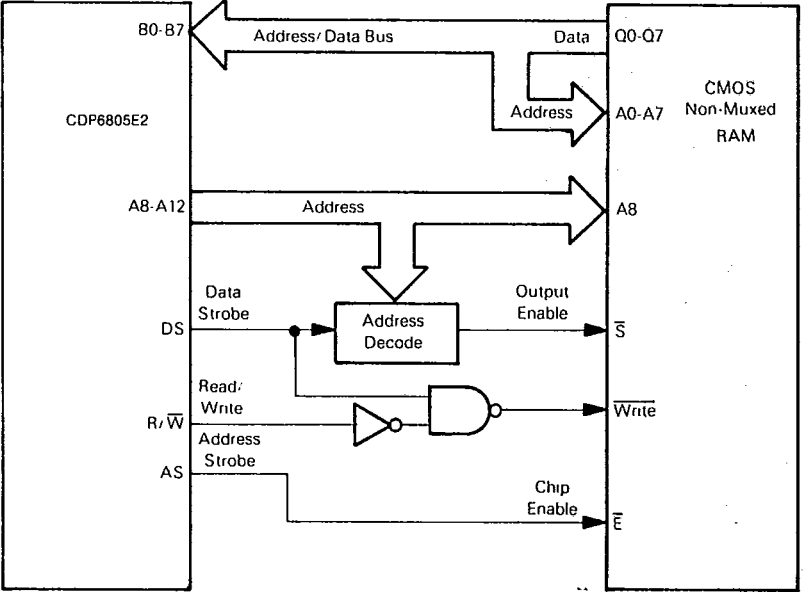 B0-B7
Address/Data Bus
Data
Q0-Q7
CDP6805E2
CMOS
Non-Muxed
RAM
Address
A0-A7
A8-A12
Address
A8
Data
Strobe
DS
Address
Decode
Output
Enable
S̅
Read/
Write
R/W̅
W̅r̅i̅t̅e̅
Address
Strobe
AS
Chip
Enable
E̅